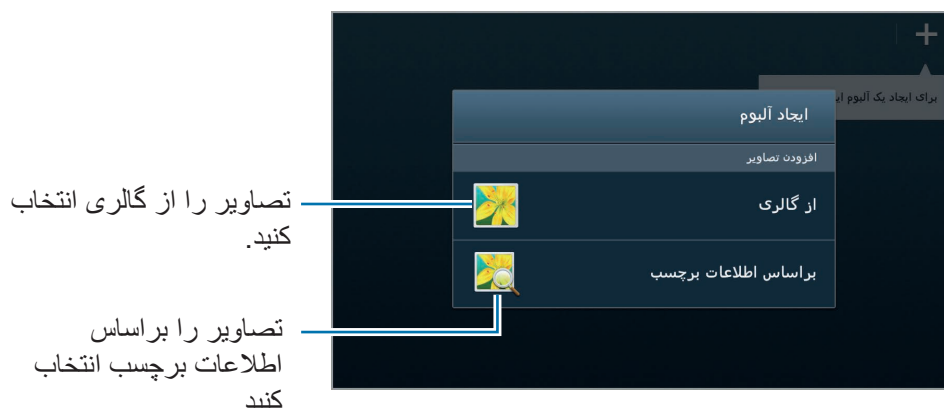 برای ایجاد یک آلبوم
ایجاد آلبوم
افزودن تصاویر
از گالری
براساس اطلاعات برچسب
تصاویر را از گالری انتخاب
کنید.
تصاویر را براساس
اطلاعات برچسب انتخاب
کنید